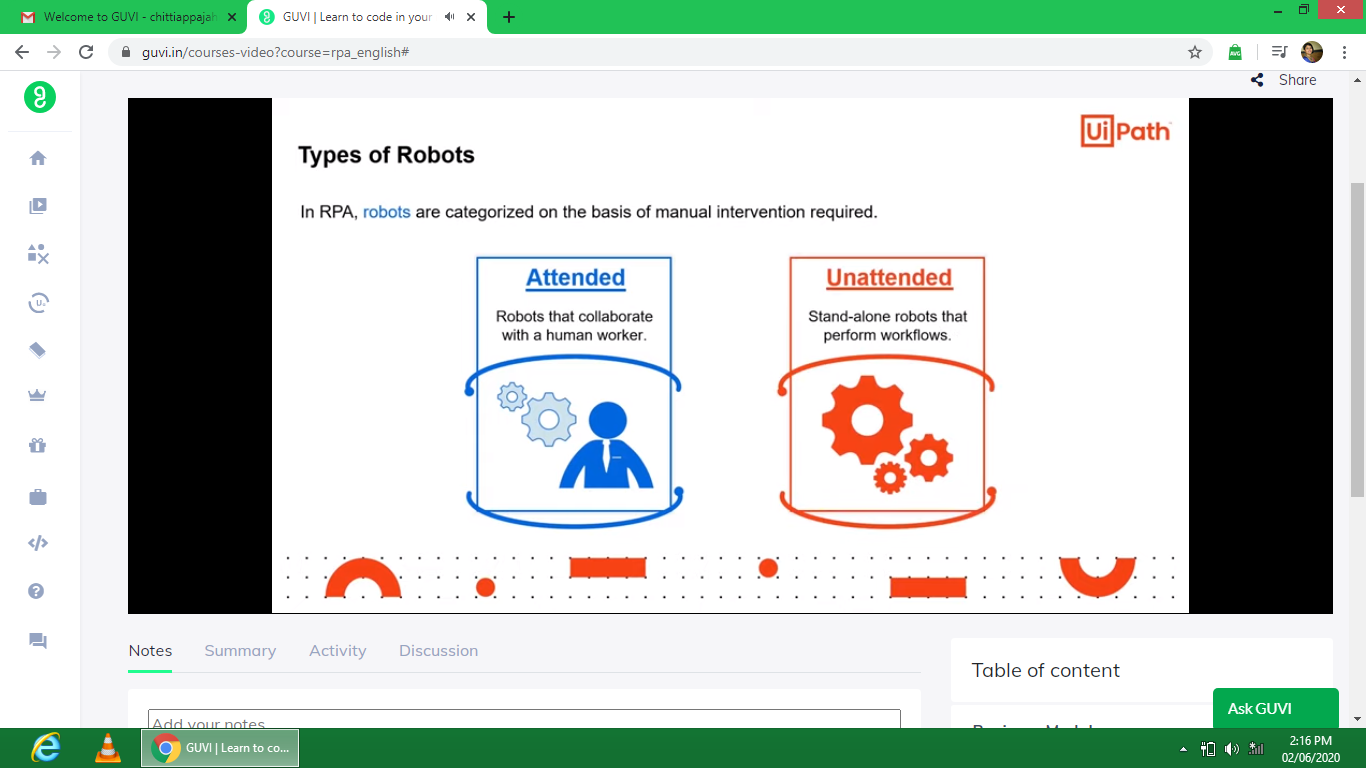 Welcome to GUVI - chittiappajah
GUVI | Learn to code in your
guvi.in/courses-video?course=rpa_english#
AVG
Share
UiPath
Types of Robots
In RPA, robots are categorized on the basis of manual intervention required.
Attended
Robots that collaborate
with a human worker.
Unattended
Stand-alone robots that
perform workflows.
Notes Summary Activity Discussion
Table of content
Add your notes
Ask GUVI
GUVI | Learn to co...
2:16 PM
02/06/2020